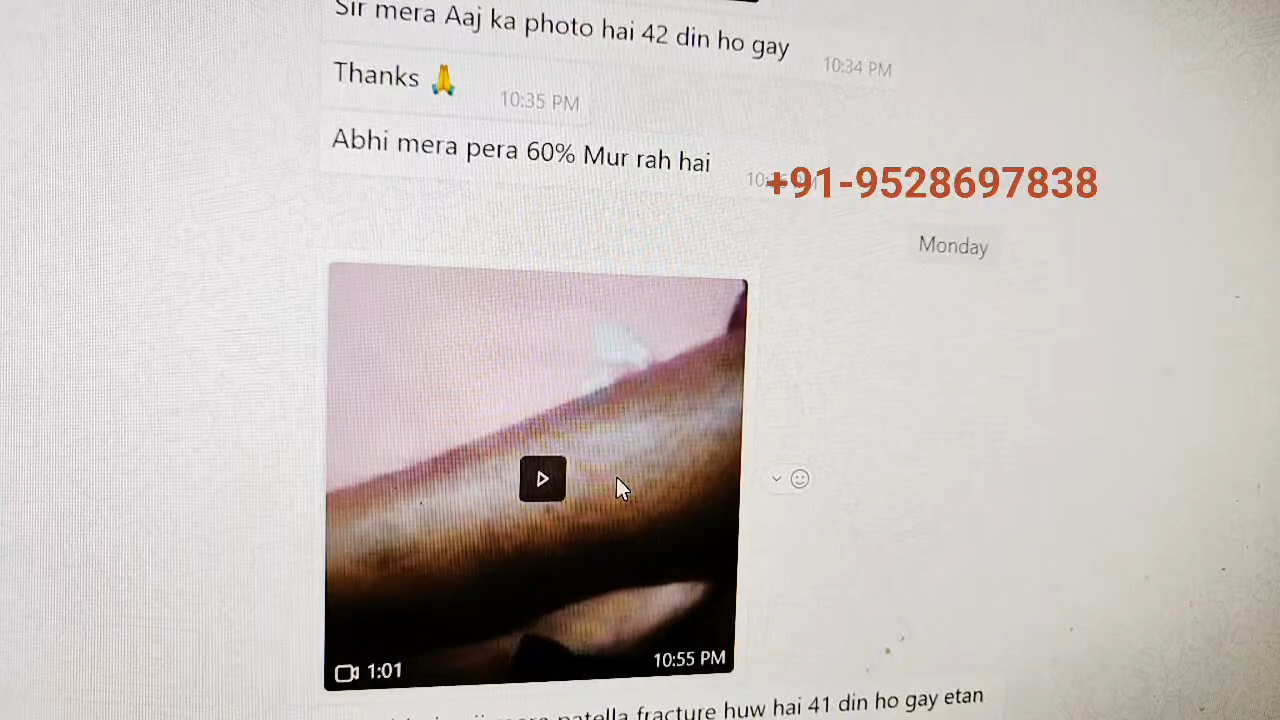 Sir mera Aaj ka photo hai 42 din ho gay
10:34 PM
Thanks 🙏
10:35 PM
Abhi mera pera 60% Mur rah hai
+91-9528697838
Monday
1:01
10:55 PM
patella fracture huw hai 41 din ho gay etan